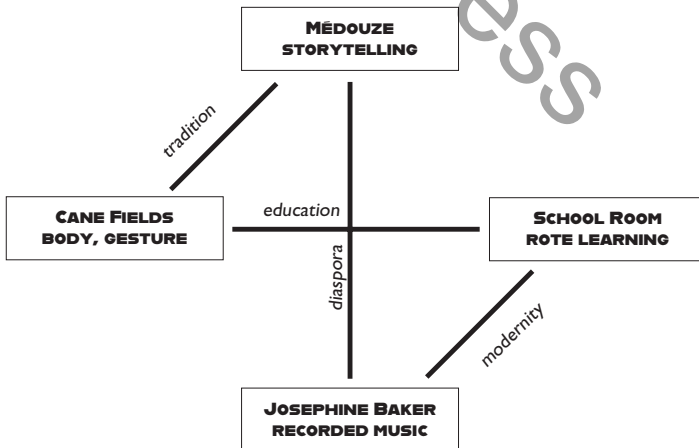 MÉDOUZE
STORYTELLING
tradition
CANE FIELDS
BODY, GESTURE
education
SCHOOL ROOM
ROTE LEARNING
diaspora
modernity
JOSEPHINE BAKER
RECORDED MUSIC